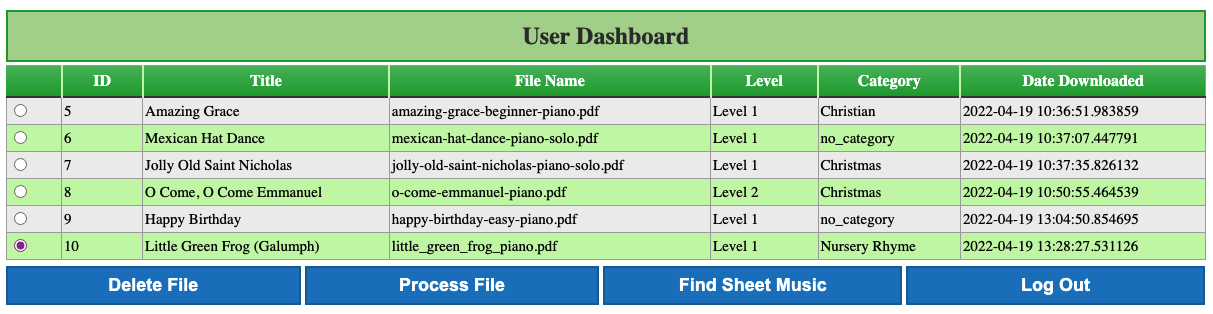 User Dashboard
ID Title File Name Level Category Date Downloaded
5 Amazing Grace amazing-grace-beginner-piano.pdf Level 1 Christian 2022-04-19 10:36:51.983859
6 Mexican Hat Dance mexican-hat-dance-piano-solo.pdf Level 1 no_category 2022-04-19 10:37:07.447791
7 Jolly Old Saint Nicholas jolly-old-saint-nicholas-piano-solo.pdf Level 1 Christmas 2022-04-19 10:37:35.826132
8 O Come, O Come Emmanuel o-come-emmanuel-piano.pdf Level 2 Christmas 2022-04-19 10:50:55.464539
9 Happy Birthday happy-birthday-easy-piano.pdf Level 1 no_category 2022-04-19 13:04:50.854695
10 Little Green Frog (Galumph) little_green_frog_piano.pdf Level 1 Nursery Rhyme 2022-04-19 13:28:27.531126
Delete File Process File Find Sheet Music Log Out